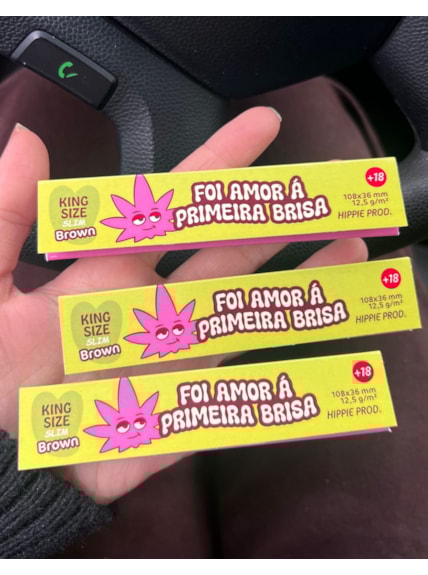 KING
SIZE
SLIM
Brown
FOI AMOR Á
PRIMEIRA BRISA
+18
108x36 mm
12,5 g/m²
HIPPIE PROD.
KING
SIZE
SLIM
Brown
FOI AMOR Á
PRIMEIRA BRISA
+18
108x36 mm
12,5 g/m²
HIPPIE PROD.
KING
SIZE
SLIM
Brown
FOI AMOR Á
PRIMEIRA BRISA
+18
108x36 mm
12,5 g/m²
HIPPIE PROD.